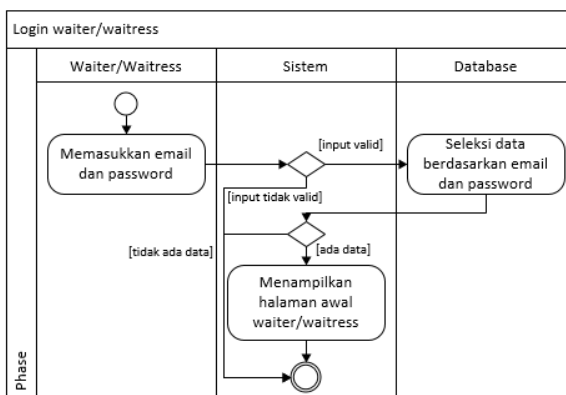 Login waiter/waitress
Waiter/Waitress
Sistem
Database
Memasukkan email
dan password
[input valid]
Seleksi data
berdasarkan email
dan password
[input tidak valid]
[tidak ada data]
[ada data]
Menampilkan
halaman awal
waiter/waitress
Phase